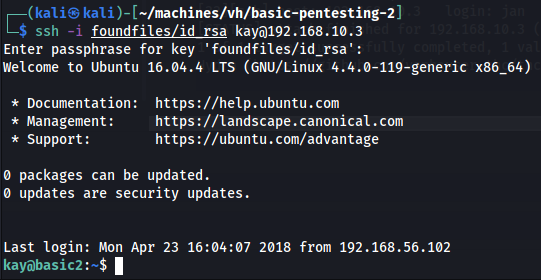 (kali㉿kali)-[~/machines/vh/basic-pentesting-2]
$ ssh -i foundfiles/id_rsa kay@192.168.10.3
Enter passphrase for key 'foundfiles/id_rsa':
Welcome to Ubuntu 16.04.4 LTS (GNU/Linux 4.4.0-119-generic x86_64)
* Documentation: https://help.ubuntu.com
* Management: https://landscape.canonical.com
* Support: https://ubuntu.com/advantage
0 packages can be updated.
0 updates are security updates.
Last login: Mon Apr 23 16:04:07 2018 from 192.168.56.102
kay@basic2:~$